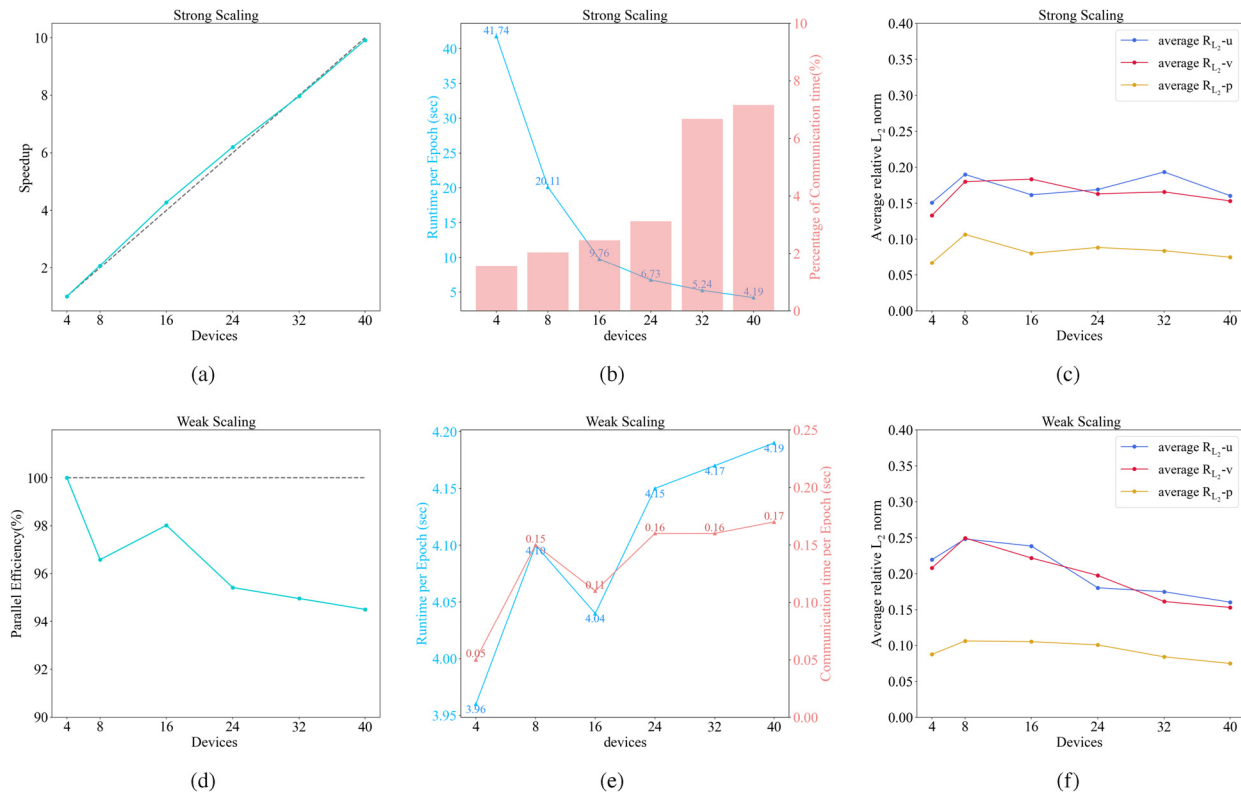 Strong Scaling
10
8
6
4
2
Speedup
4 8 16 24 32 40
Devices
(a)
Strong Scaling
40
35
30
25
20
15
10
5
Runtime per Epoch (sec)
41.74
20.11
9.76
6.73
5.24
4.19
10
8
6
4
2
0
Percentage of Communication time(%)
4 8 16 24 32 40
devices
(b)
Strong Scaling
0.40
0.35
0.30
0.25
0.20
0.15
0.10
0.05
0.00
Average relative L₂ norm
average R_L₂-u
average R_L₂-v
average R_L₂-p
4 8 16 24 32 40
Devices
(c)
Weak Scaling
100
98
96
94
92
90
Parallel Efficiency(%)
4 8 16 24 32 40
Devices
(d)
Weak Scaling
4.20
4.15
4.10
4.05
4.00
3.95
Runtime per Epoch (sec)
3.96
4.10
4.04
4.15
4.17
4.19
0.05
0.15
0.11
0.16
0.16
0.17
0.25
0.20
0.15
0.10
0.05
0.00
Communication time per Epoch (sec)
4 8 16 24 32 40
devices
(e)
Weak Scaling
0.40
0.35
0.30
0.25
0.20
0.15
0.10
0.05
0.00
Average relative L₂ norm
average R_L₂-u
average R_L₂-v
average R_L₂-p
4 8 16 24 32 40
Devices
(f)